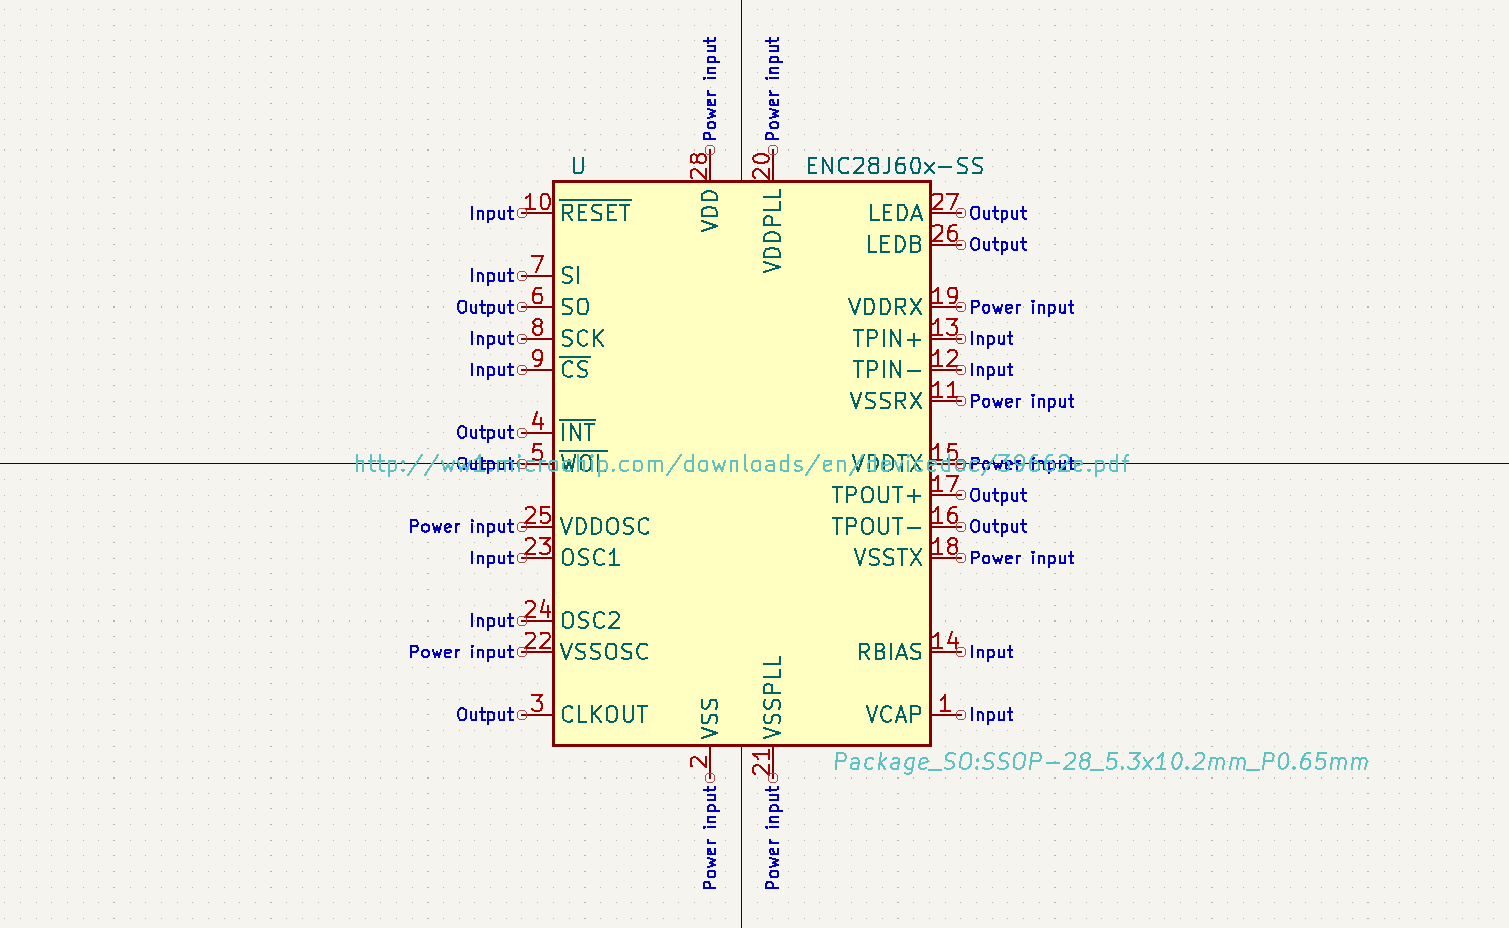 Power input
Power input
28
20
U
ENC28J60x-SS
VDD
VDDPLL
Input 10 RESET
LEDA 27 Output
LEDB 26 Output
Input 7 SI
Output 6 SO
VDDRX 19 Power input
Input 8 SCK
TPIN+ 13 Input
Input 9 CS
TPIN- 12 Input
VSSRX 11 Power input
Output 4 INT
Output 5 WOL
VDDTX 15 Power input
http://ww1.microchip.com/downloads/en/devicedoc/39662e.pdf
TPOUT+ 17 Output
Power input 25 VDDOSC
TPOUT- 16 Output
Input 23 OSC1
VSSTX 18 Power input
Input 24 OSC2
Power input 22 VSSOSC
RBIAS 14 Input
Output 3 CLKOUT
VCAP 1 Input
VSS
VSSPLL
2
21
Package_SO:SSOP-28_5.3x10.2mm_P0.65mm
Power input
Power input